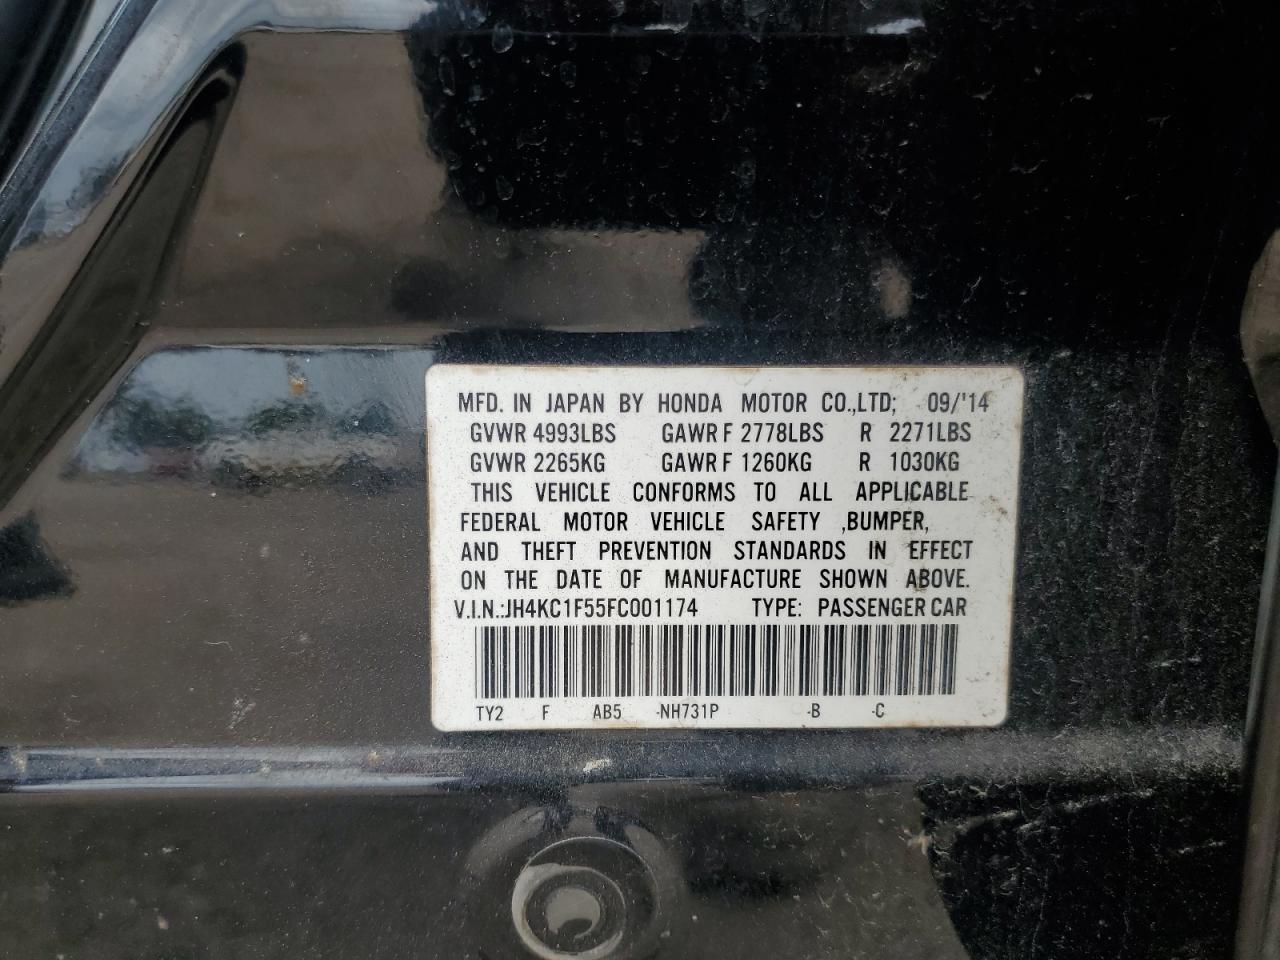 MFD. IN JAPAN BY HONDA MOTOR CO.,LTD; 09/'14
GVWR 4993LBS GAWR F 2778LBS R 2271LBS
GVWR 2265KG GAWR F 1260KG R 1030KG
THIS VEHICLE CONFORMS TO ALL APPLICABLE
FEDERAL MOTOR VEHICLE SAFETY ,BUMPER,
AND THEFT PREVENTION STANDARDS IN EFFECT
ON THE DATE OF MANUFACTURE SHOWN ABOVE.
V.I.N.:JH4KC1F55FC001174 TYPE: PASSENGER CAR
TY2 F AB5 -NH731P -B -C